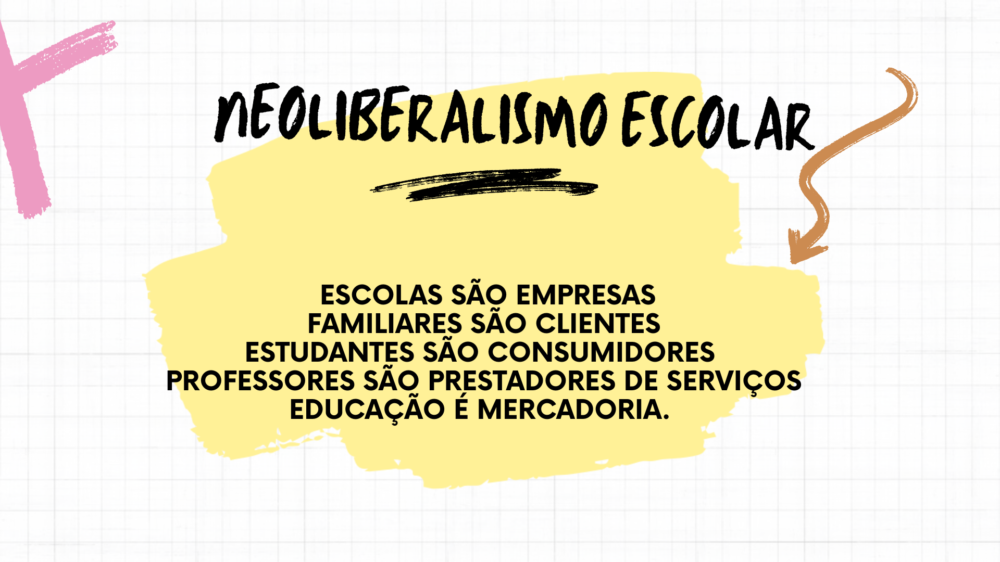 NEOLIBERALISMO ESCOLAR
ESCOLAS SÃO EMPRESAS
FAMILIARES SÃO CLIENTES
ESTUDANTES SÃO CONSUMIDORES
PROFESSORES SÃO PRESTADORES DE SERVIÇOS
EDUCAÇÃO É MERCADORIA.